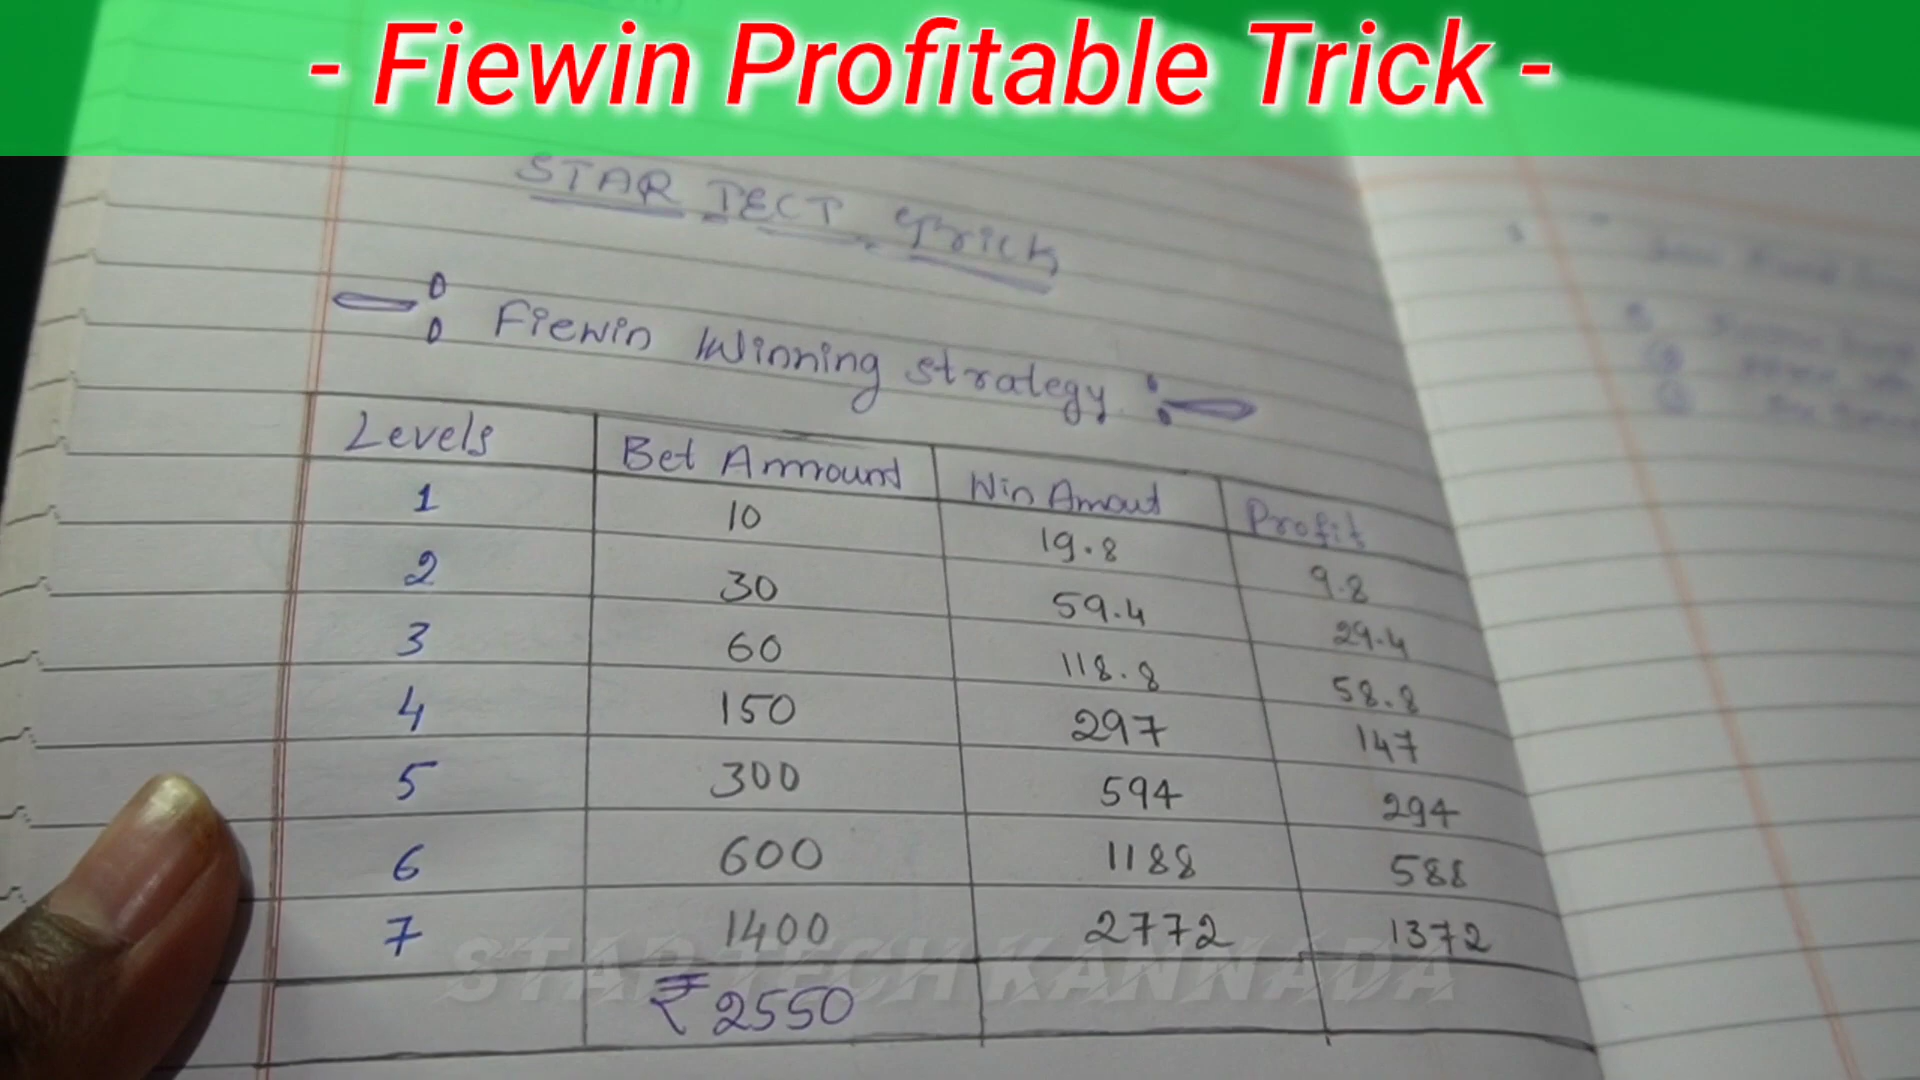 - Fiewin Profitable Trick -
STAR TECT Trick
Fiewin Winning strategy
Levels Bet Ammount Win Amout Profit
1 10 19.8 9.8
2 30 59.4 29.4
3 60 118.8 58.8
4 150 297 147
5 300 594 294
6 600 1188 588
7 1400 2772 1372
STAR TECH KANNADA
₹ 2550